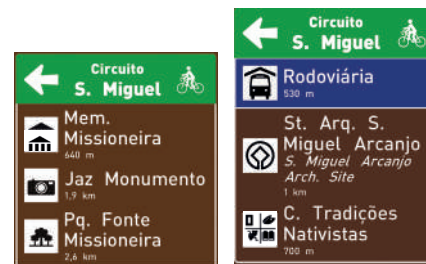 Circuito
S. Miguel
Mem.
Missioneira
640 m
Jaz Monumento
1,9 km
Pq. Fonte
Missioneira
2,6 km
Circuito
S. Miguel
Rodoviária
530 m
St. Arq. S.
Miguel Arcanjo
S. Miguel Arcanjo
Arch. Site
1 km
C. Tradições
Nativistas
700 m